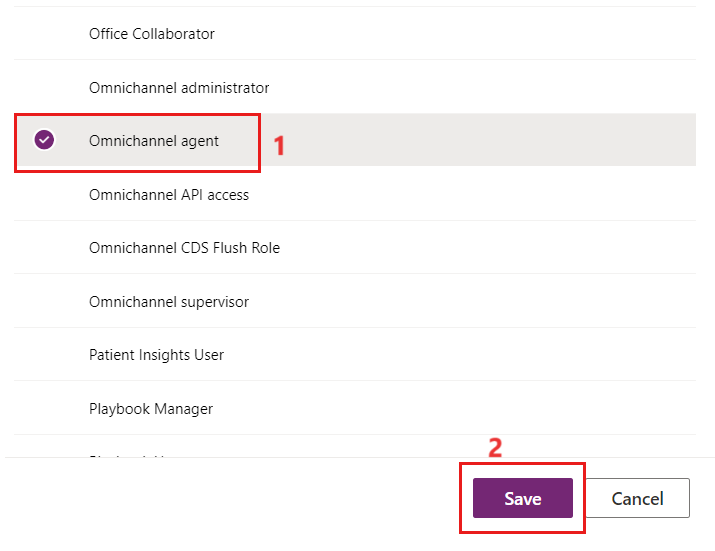 Office Collaborator
Omnichannel administrator
Omnichannel agent
1
Omnichannel API access
Omnichannel CDS Flush Role
Omnichannel supervisor
Patient Insights User
Playbook Manager
2
Save
Cancel